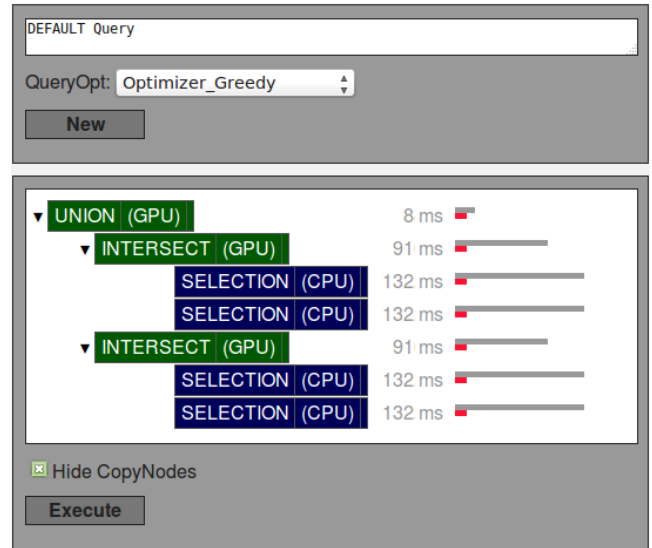 DEFAULT Query
QueryOpt: Optimizer_Greedy
New
UNION (GPU) 8 ms
INTERSECT (GPU) 91 ms
SELECTION (CPU) 132 ms
SELECTION (CPU) 132 ms
INTERSECT (GPU) 91 ms
SELECTION (CPU) 132 ms
SELECTION (CPU) 132 ms
Hide CopyNodes
Execute